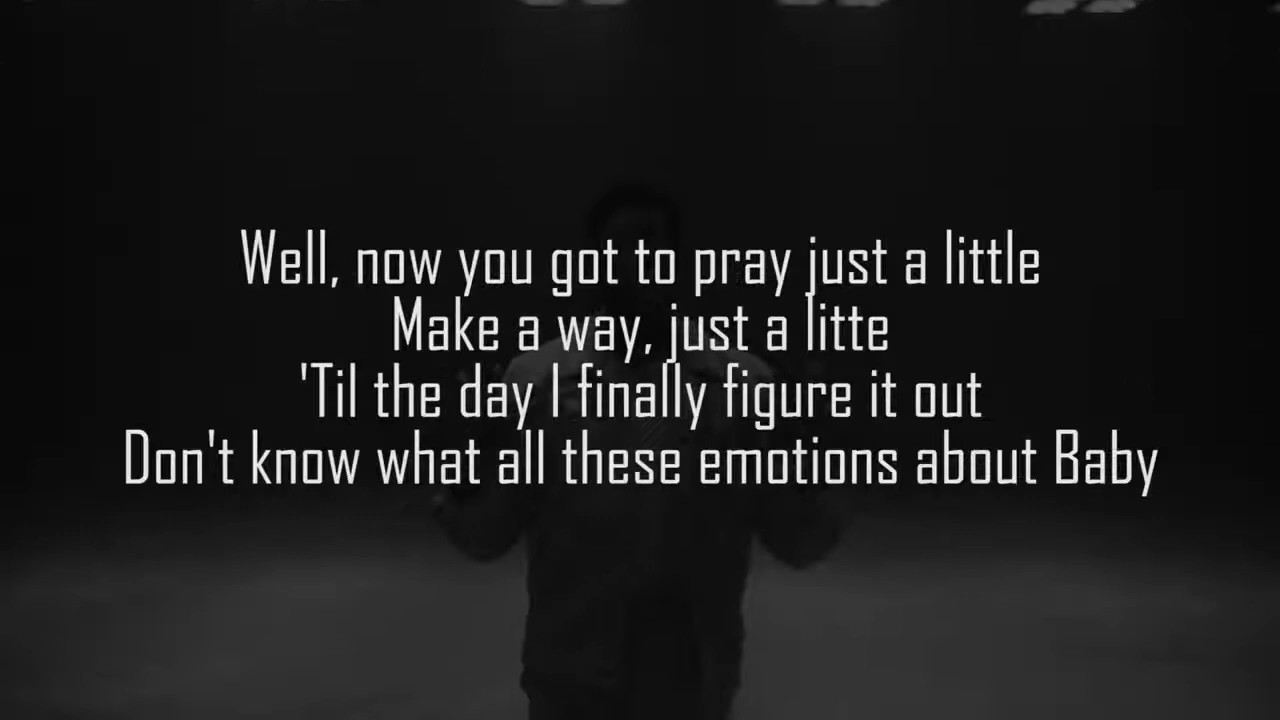 Well, now you got to pray just a little
Make a way, just a litte
'Til the day I finally figure it out
Don't know what all these emotions about Baby